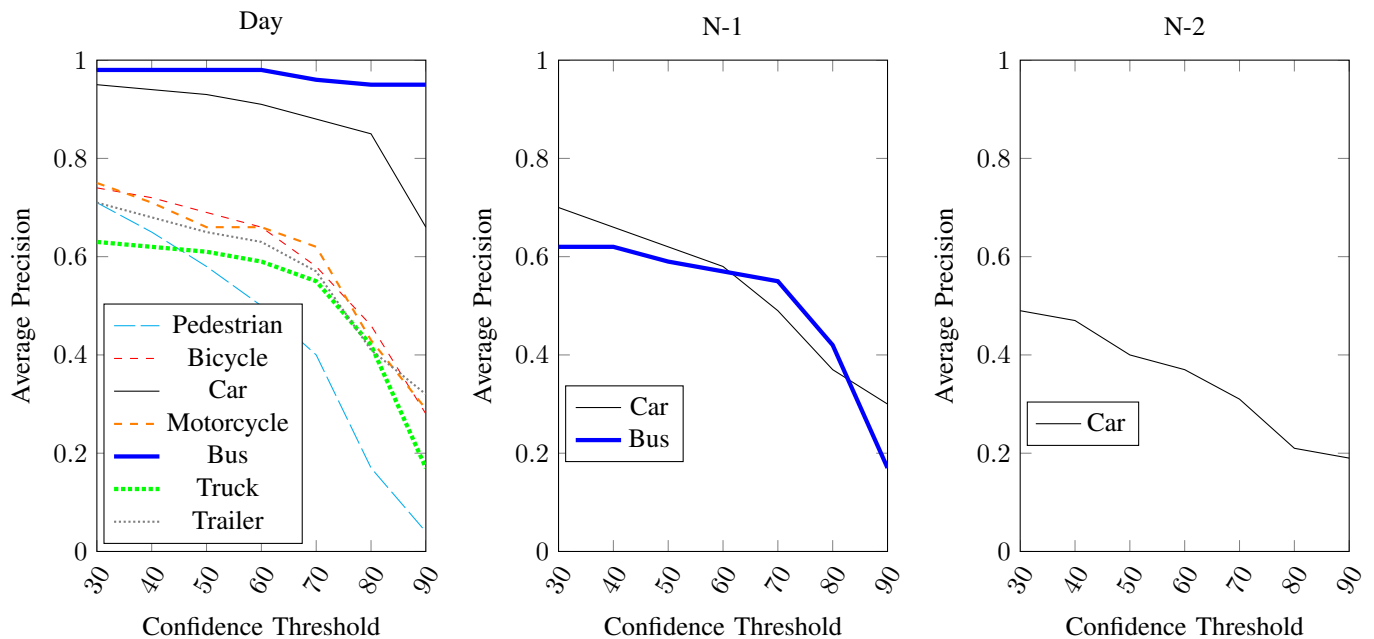 Day
1
0.8
0.6
0.4
0.2
0
Average Precision
Pedestrian
Bicycle
Car
Motorcycle
Bus
Truck
Trailer
30 40 50 60 70 80 90
Confidence Threshold
N-1
1
0.8
0.6
0.4
0.2
0
Average Precision
Car
Bus
30 40 50 60 70 80 90
Confidence Threshold
N-2
1
0.8
0.6
0.4
0.2
0
Average Precision
Car
30 40 50 60 70 80 90
Confidence Threshold